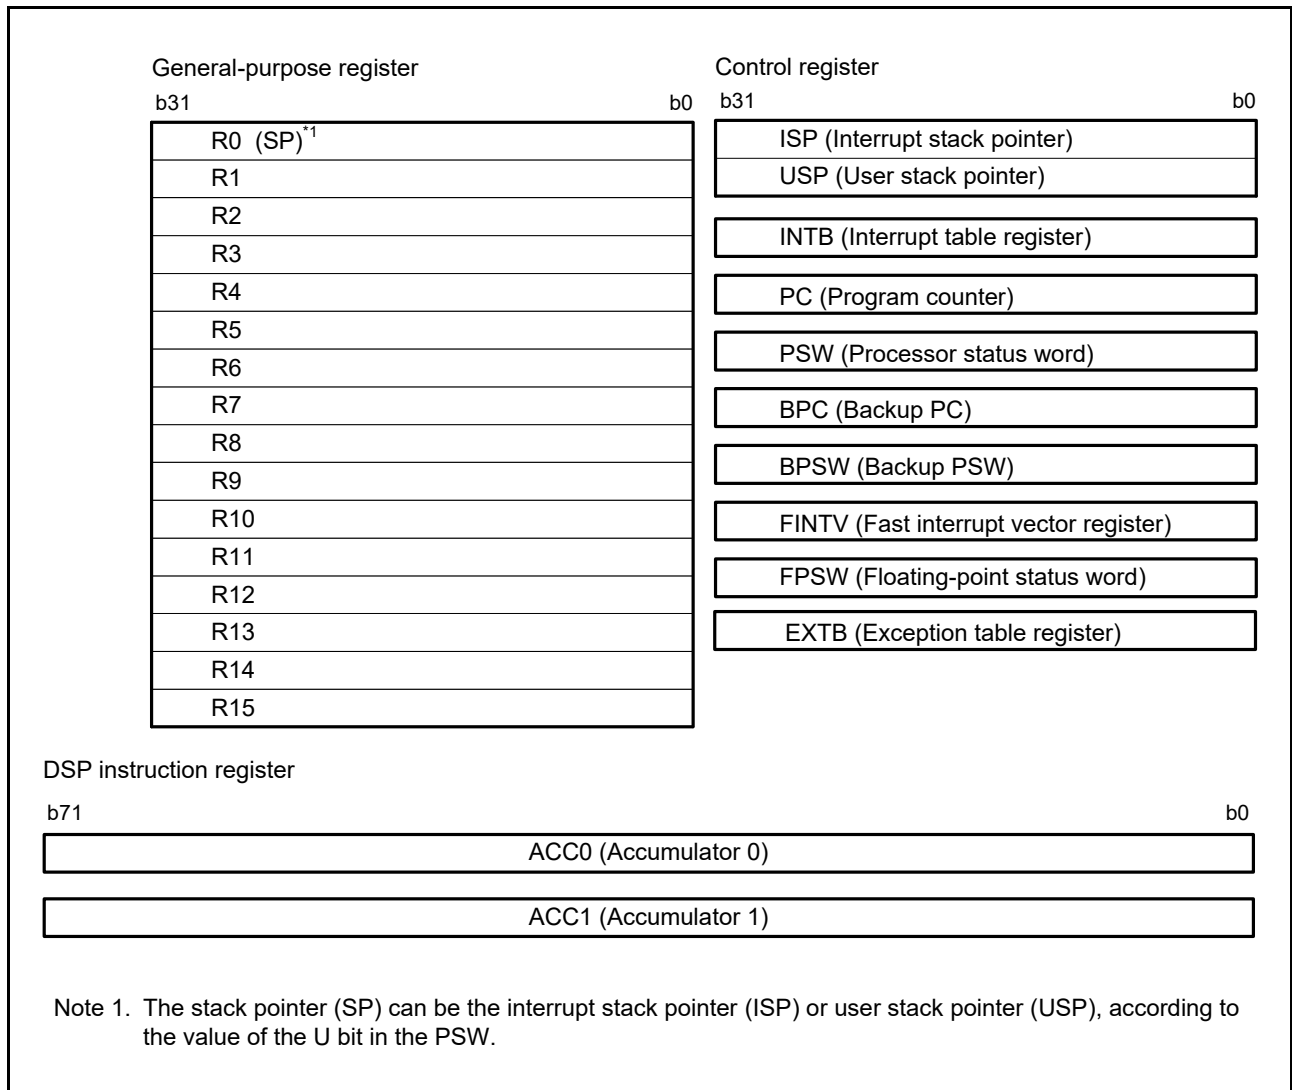 General-purpose register
b31 b0
R0 (SP)*1
R1
R2
R3
R4
R5
R6
R7
R8
R9
R10
R11
R12
R13
R14
R15
Control register
b31 b0
ISP (Interrupt stack pointer)
USP (User stack pointer)
INTB (Interrupt table register)
PC (Program counter)
PSW (Processor status word)
BPC (Backup PC)
BPSW (Backup PSW)
FINTV (Fast interrupt vector register)
FPSW (Floating-point status word)
EXTB (Exception table register)
DSP instruction register
b71 b0
ACC0 (Accumulator 0)
ACC1 (Accumulator 1)
Note 1. The stack pointer (SP) can be the interrupt stack pointer (ISP) or user stack pointer (USP), according to
the value of the U bit in the PSW.